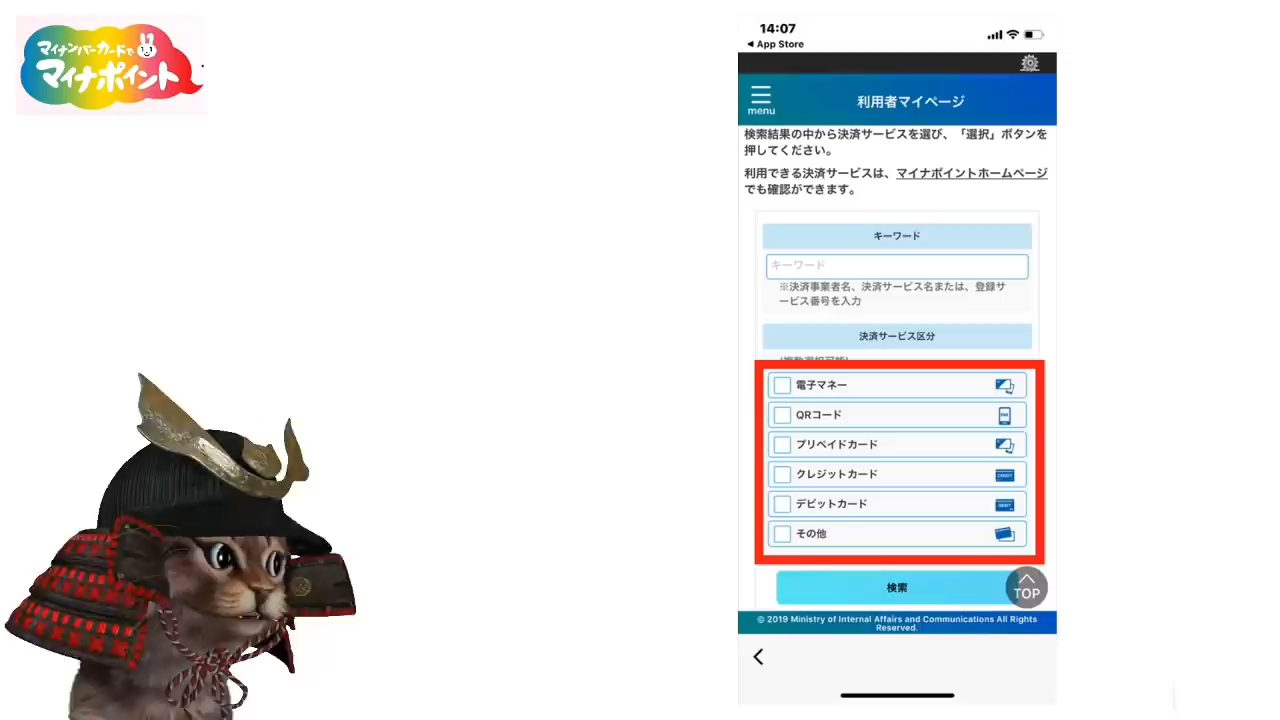 マイナンバーカードで
マイナポイント
14:07
App Store
menu
利用者マイページ
検索結果の中から決済サービスを選び、「選択」ボタンを
押してください。
利用できる決済サービスは、マイナポイントホームページ
でも確認ができます。
キーワード
キーワード
※決済事業者名、決済サービス名または、登録サ
ービス番号を入力
決済サービス区分
(複数選択可能)
電子マネー
QRコード
プリペイドカード
クレジットカード
CREDIT
デビットカード
DEBIT
その他
検索
TOP
© 2019 Ministry of Internal Affairs and Communications All Rights
Reserved.